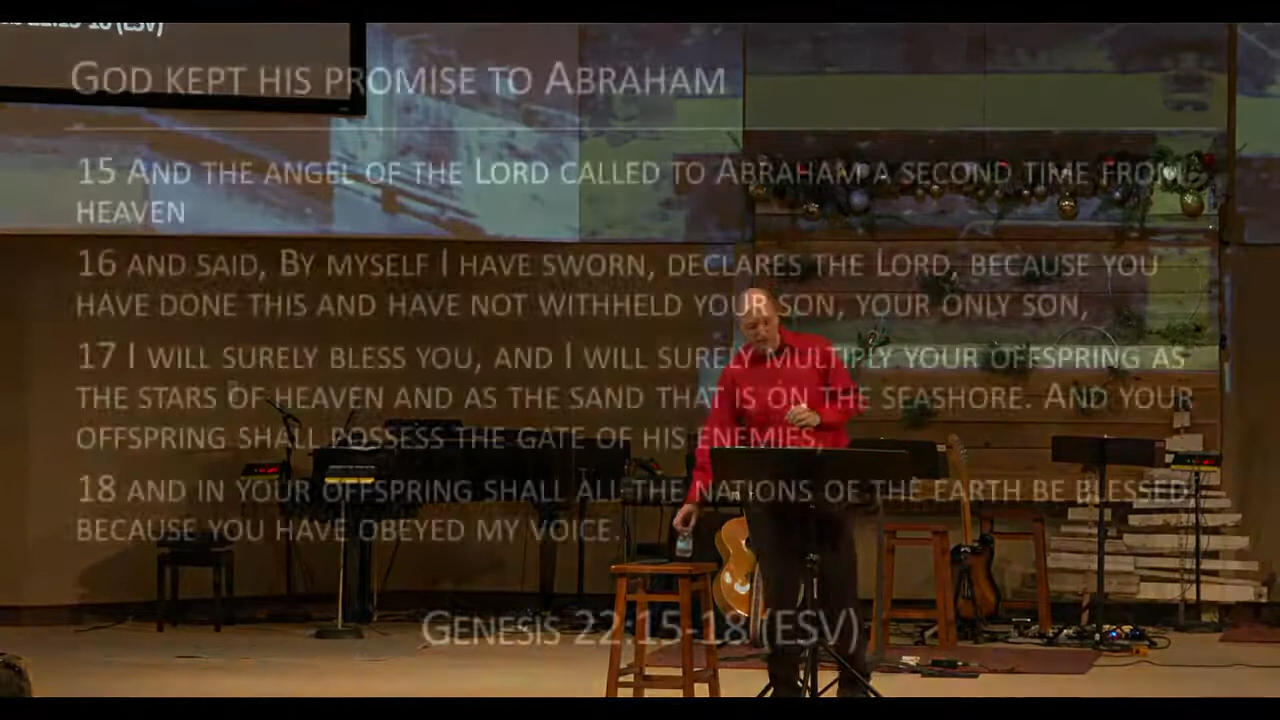 22.15-18 (ESV)
God kept his promise to Abraham
15 And the angel of the Lord called to Abraham a second time from
heaven
16 and said, By myself I have sworn, declares the Lord, because you
have done this and have not withheld your son, your only son,
17 I will surely bless you, and I will surely multiply your offspring as
the stars of heaven and as the sand that is on the seashore. And your
offspring shall possess the gate of his enemies,
18 and in your offspring shall all the nations of the earth be blessed,
because you have obeyed my voice.
Genesis 22.15-18 (ESV)